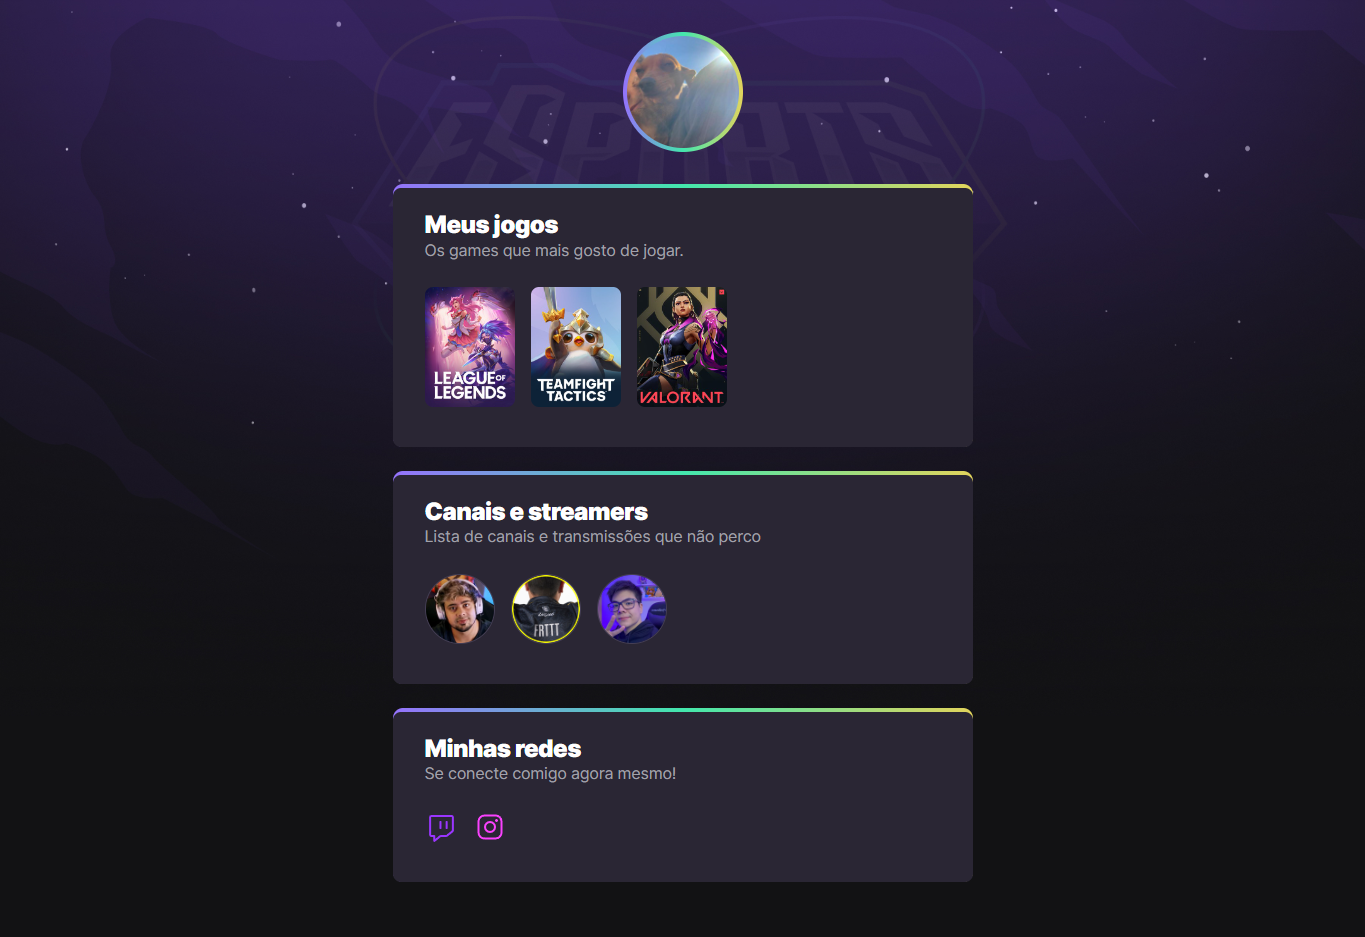 ESPORTS
Meus jogos
Os games que mais gosto de jogar.
LEAGUE OF
LEGENDS
TEAMFIGHT
TACTICS
VALORANT
Canais e streamers
Lista de canais e transmissões que não perco
FRTTT
Minhas redes
Se conecte comigo agora mesmo!